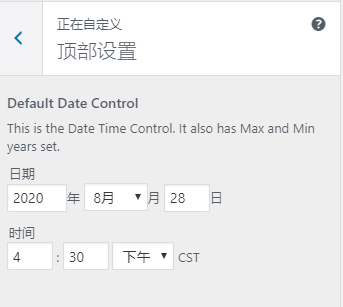 正在自定义
顶部设置
Default Date Control
This is the Date Time Control. It also has Max and Min
years set.
日期
2020 年 8月 月 28 日
时间
4 : 30 下午 CST